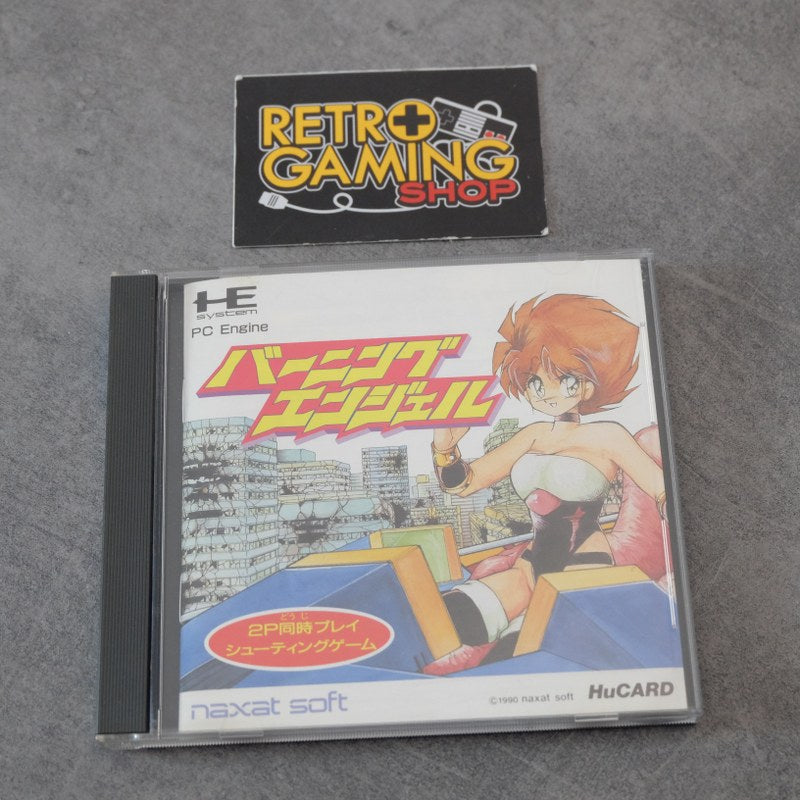 RETRO
GAMING
SHOP
HE
system
PC Engine
バーニング
エンジェル
どうじ
2P同時プレイ
シューティングゲーム
naxat soft
©1990 naxat soft HuCARD